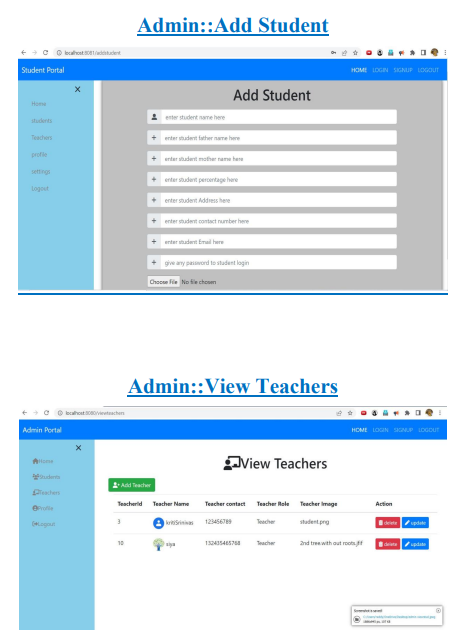 Admin::Add Student
localhost:8081/addstudent
Student Portal
HOME LOGIN SIGNUP LOGOUT
X
Add Student
Home
enter student name here
students
enter student father name here
Teachers
enter student mother name here
profile
enter student percentage here
settings
enter student Address here
Logout
enter student contact number here
enter student Email here
give any password to student login
Choose File No file chosen
Admin::View Teachers
localhost:8080/viewteachers
Admin Portal
HOME LOGIN SIGNUP LOGOUT
X
View Teachers
Home
Students
Teachers
Profile
Logout
Add Teacher
TeacherId Teacher Name Teacher contact Teacher Role Teacher Image Action
3 kritiSrinivas 123456789 Teacher student.png delete update
10 siya 132435465768 Teacher 2nd tree.with out roots.jfif delete update
Screenshot is saved